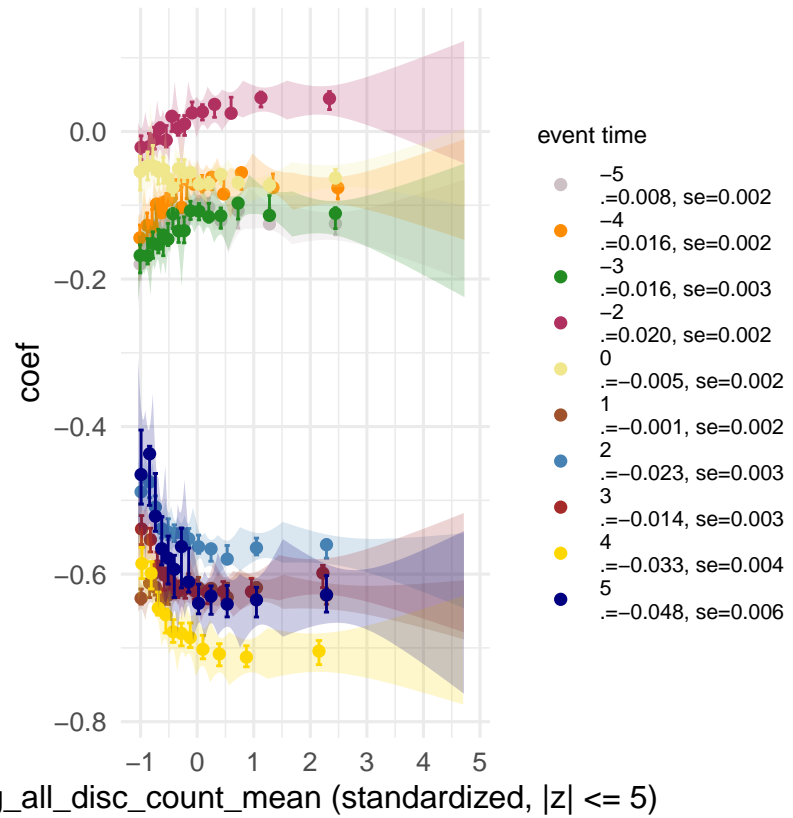 0.0
−0.2
−0.4
−0.6
−0.8
coef
−1 0 1 2 3 4 5
g_all_disc_count_mean (standardized, |z| <= 5)
event time
−5
.=0.008, se=0.002
−4
.=0.016, se=0.002
−3
.=0.016, se=0.003
−2
.=0.020, se=0.002
0
.=−0.005, se=0.002
1
.=−0.001, se=0.002
2
.=−0.023, se=0.003
3
.=−0.014, se=0.003
4
.=−0.033, se=0.004
5
.=−0.048, se=0.006